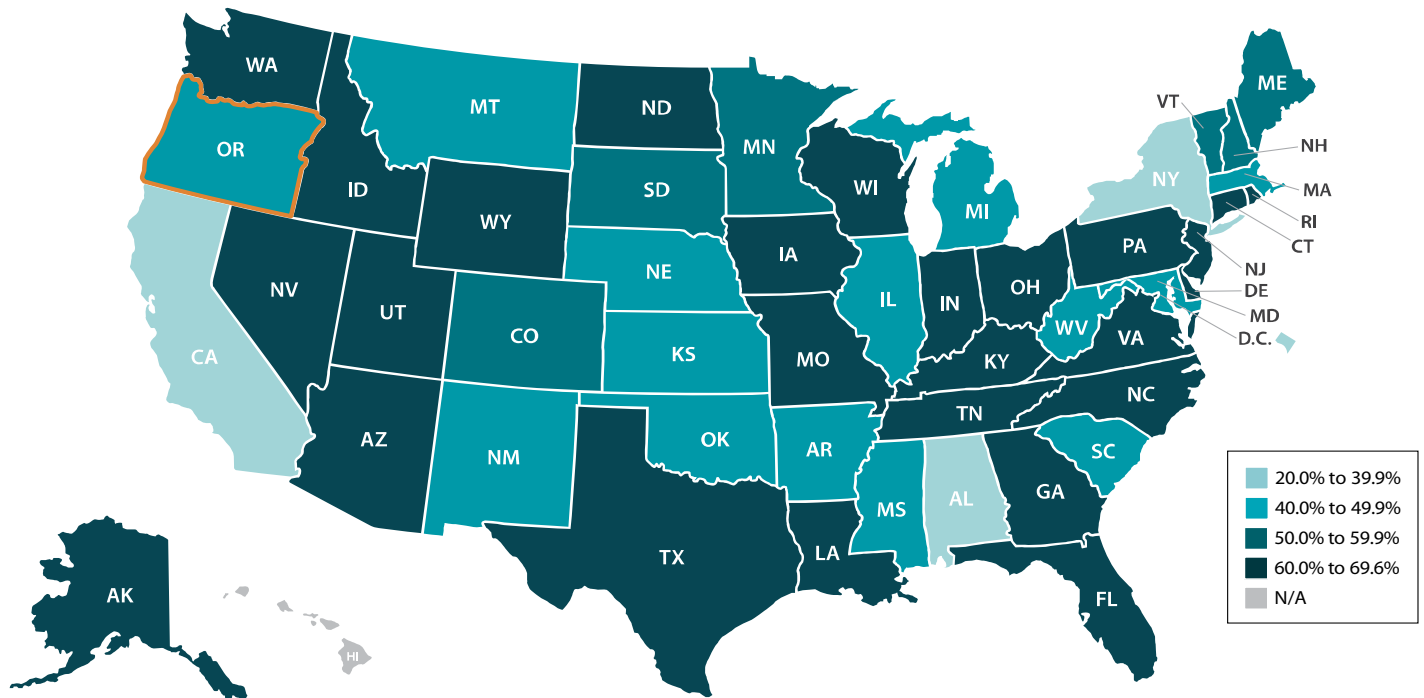 WA
MT
ND
MN
ME
VT
OR
ID
SD
WI
NY
NH
MI
MA
WY
RI
CT
IA
PA
NE
NJ
NV
OH
DE
IL
IN
UT
MD
CO
WV
D.C.
CA
KS
MO
KY
VA
NC
TN
AZ
OK
NM
AR
SC
MS
AL
GA
TX
LA
AK
FL
HI
20.0% to 39.9%
40.0% to 49.9%
50.0% to 59.9%
60.0% to 69.6%
N/A